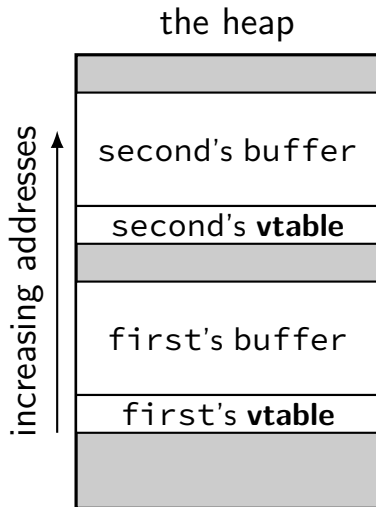 the heap
increasing addresses
second's buffer
second's vtable
first's buffer
first's vtable